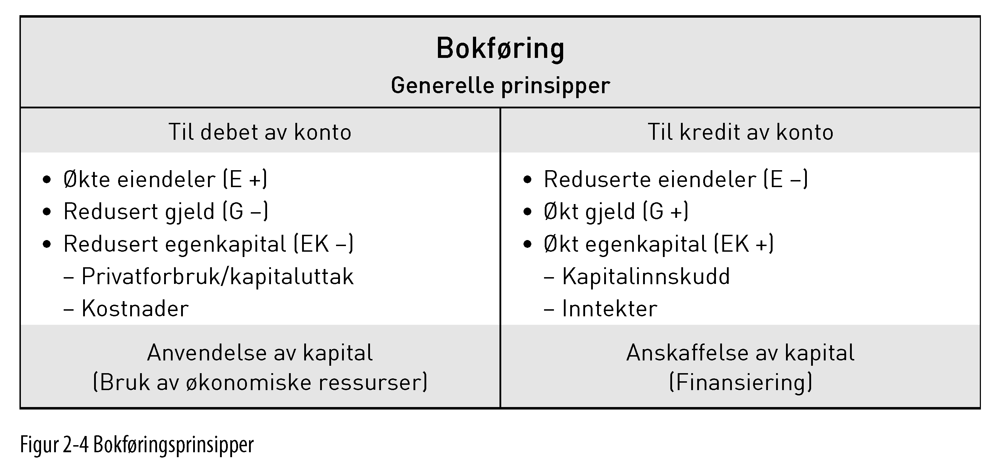 Bokføring
Generelle prinsipper
Til debet av konto
• Økte eiendeler (E +)
• Redusert gjeld (G –)
• Redusert egenkapital (EK –)
– Privatforbruk/kapitaluttak
– Kostnader
Anvendelse av kapital
(Bruk av økonomiske ressurser)
Til kredit av konto
• Reduserte eiendeler (E –)
• Økt gjeld (G +)
• Økt egenkapital (EK +)
– Kapitalinnskudd
– Inntekter
Anskaffelse av kapital
(Finansiering)
Figur 2-4 Bokføringsprinsipper